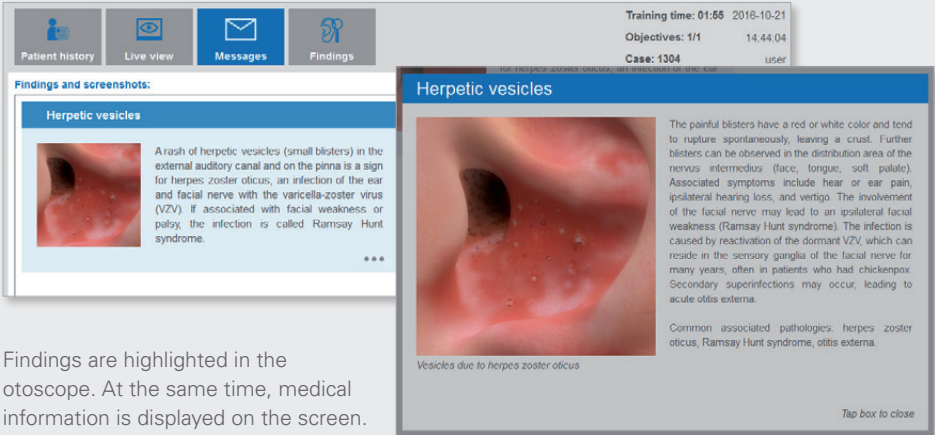 Training time: 01:55 2016-10-21
Objectives: 1/1 14:44:04
Case: 1304 user
Patient history Live view Messages Findings
Findings and screenshots:
Herpetic vesicles
A rash of herpetic vesicles (small blisters) in the
external auditory canal and on the pinna is a sign
for herpes zoster oticus, an infection of the ear
and facial nerve with the varicella-zoster virus
(VZV). If associated with facial weakness or
palsy, the infection is called Ramsay Hunt
syndrome.
•••
for herpes zoster oticus, an infection of the ear
Herpetic vesicles
The painful blisters have a red or white color and tend
to rupture spontaneously, leaving a crust. Further
blisters can be observed in the distribution area of the
nervus intermedius (face, tongue, soft palate).
Associated symptoms include hear or ear pain,
ipsilateral hearing loss, and vertigo. The involvement
of the facial nerve may lead to an ipsilateral facial
weakness (Ramsay Hunt syndrome). The infection is
caused by reactivation of the dormant VZV, which can
reside in the sensory ganglia of the facial nerve for
many years, often in patients who had chickenpox.
Secondary superinfections may occur, leading to
acute otitis externa.
Common associated pathologies: herpes zoster
oticus, Ramsay Hunt syndrome, otitis externa.
Vesicles due to herpes zoster oticus
Tap box to close
Findings are highlighted in the
otoscope. At the same time, medical
information is displayed on the screen.